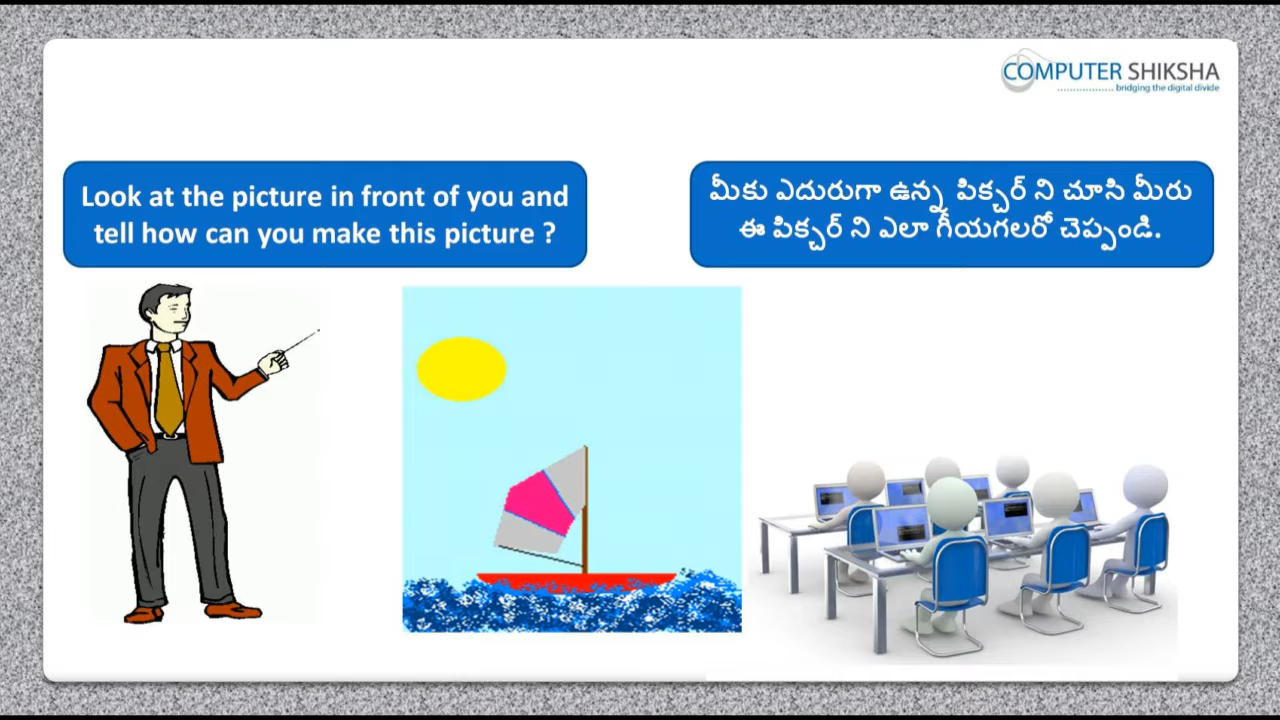 COMPUTER SHIKSHA
bridging the digital divide
Look at the picture in front of you and
tell how can you make this picture ?
మీకు ఎదురుగా ఉన్న పిక్చర్ ని చూసి మీరు
ఈ పిక్చర్ ని ఎలా గీయగలరో చెప్పండి.